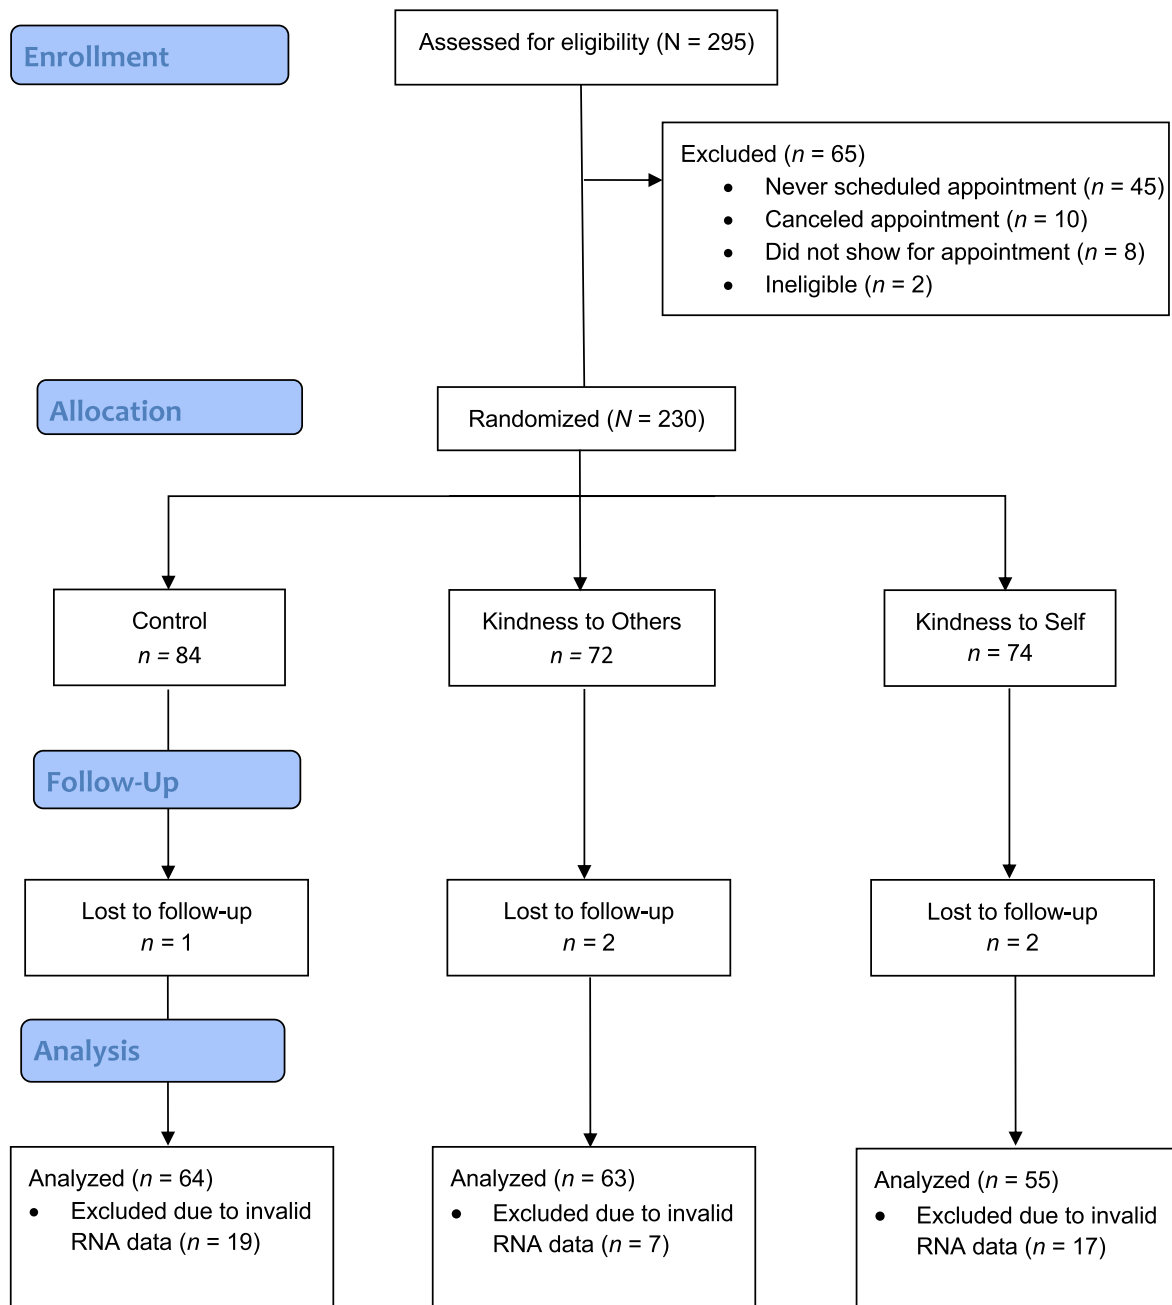 Enrollment
Assessed for eligibility (N = 295)
Excluded (n = 65)
• Never scheduled appointment (n = 45)
• Canceled appointment (n = 10)
• Did not show for appointment (n = 8)
• Ineligible (n = 2)
Allocation
Randomized (N = 230)
Control
n = 84
Kindness to Others
n = 72
Kindness to Self
n = 74
Follow-Up
Lost to follow-up
n = 1
Lost to follow-up
n = 2
Lost to follow-up
n = 2
Analysis
Analyzed (n = 64)
• Excluded due to invalid
RNA data (n = 19)
Analyzed (n = 63)
• Excluded due to invalid
RNA data (n = 7)
Analyzed (n = 55)
• Excluded due to invalid
RNA data (n = 17)